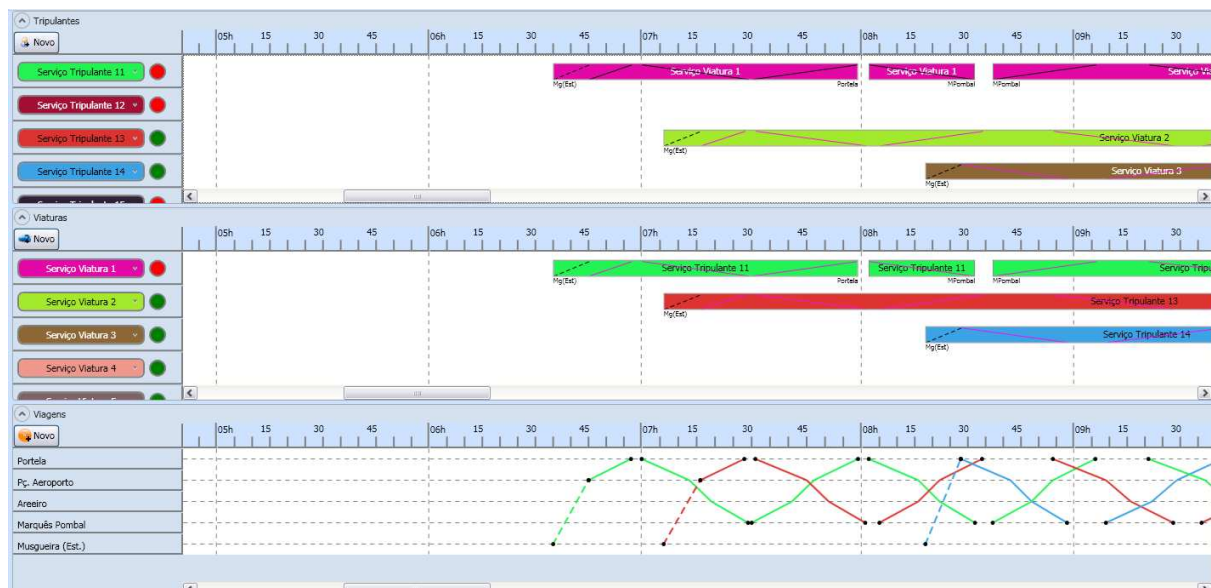 Tripulantes
Novo
05h 15 30 45 06h 15 30 45 07h 15 30 45 08h 15 30 45 09h 15 30
Serviço Tripulante 11 Serviço Viatura 1 Serviço Viatura 1 Serviço Via
Mg(Est) Portela MPombal MPombal
Serviço Tripulante 12
Serviço Tripulante 13 Serviço Viatura 2
Mg(Est)
Serviço Tripulante 14 Serviço Viatura 3
Mg(Est)
Viaturas
Novo
05h 15 30 45 06h 15 30 45 07h 15 30 45 08h 15 30 45 09h 15 30
Serviço Viatura 1 Serviço Tripulante 11 Serviço Tripulante 11 Serviço Tripu
Mg(Est) Portela MPombal MPombal
Serviço Viatura 2 Serviço Tripulante 13
Mg(Est)
Serviço Viatura 3 Serviço Tripulante 14
Mg(Est)
Serviço Viatura 4
Viagens
Novo
05h 15 30 45 06h 15 30 45 07h 15 30 45 08h 15 30 45 09h 15 30
Portela
Pç. Aeroporto
Areeiro
Marquês Pombal
Musgueira (Est.)